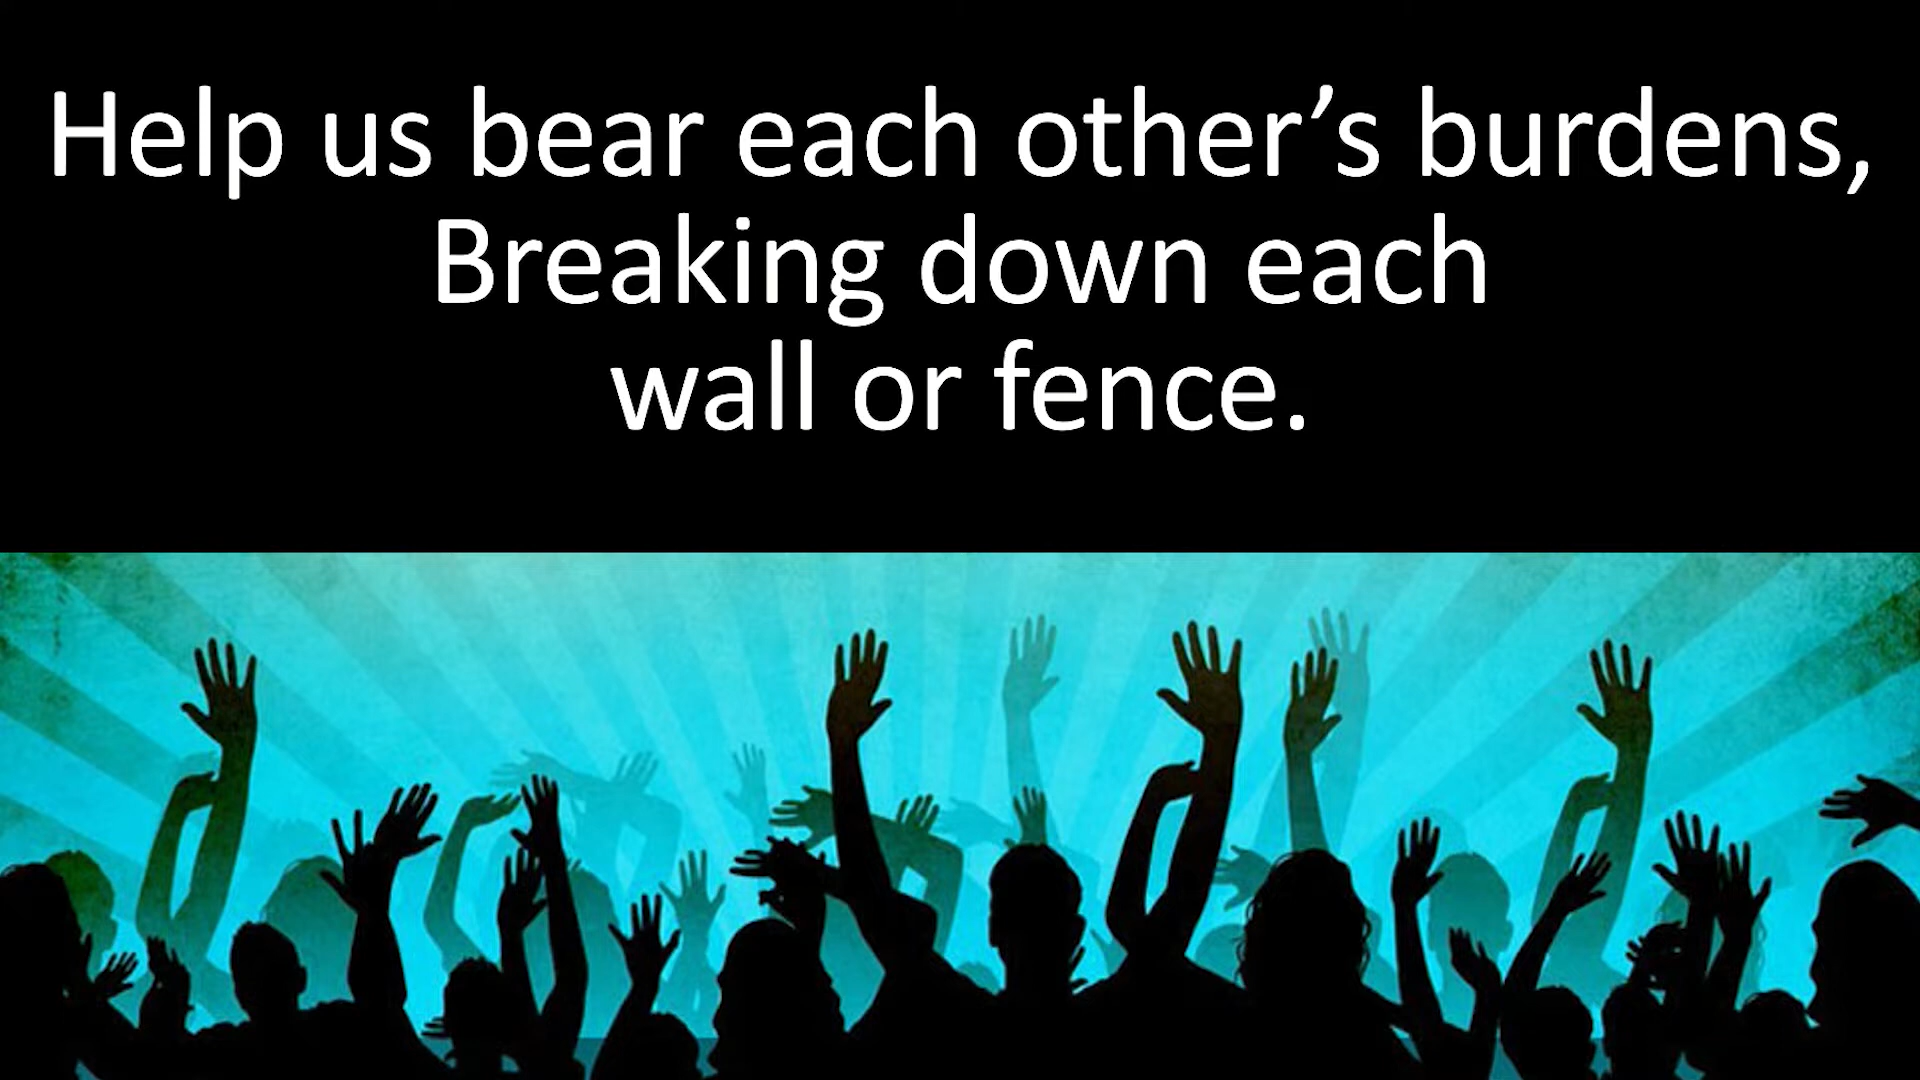 Help us bear each other’s burdens,
Breaking down each
wall or fence.